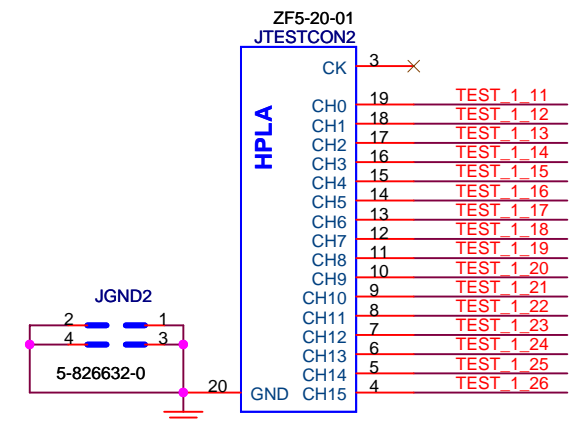 ZF5-20-01
JTESTCON2
HPLA
CK 3
CH0 19 TEST_1_11
CH1 18 TEST_1_12
CH2 17 TEST_1_13
CH3 16 TEST_1_14
CH4 15 TEST_1_15
CH5 14 TEST_1_16
CH6 13 TEST_1_17
CH7 12 TEST_1_18
CH8 11 TEST_1_19
CH9 10 TEST_1_20
CH10 9 TEST_1_21
CH11 8 TEST_1_22
CH12 7 TEST_1_23
CH13 6 TEST_1_24
CH14 5 TEST_1_25
20 GND CH15 4 TEST_1_26
JGND2
2 1
4 3
5-826632-0